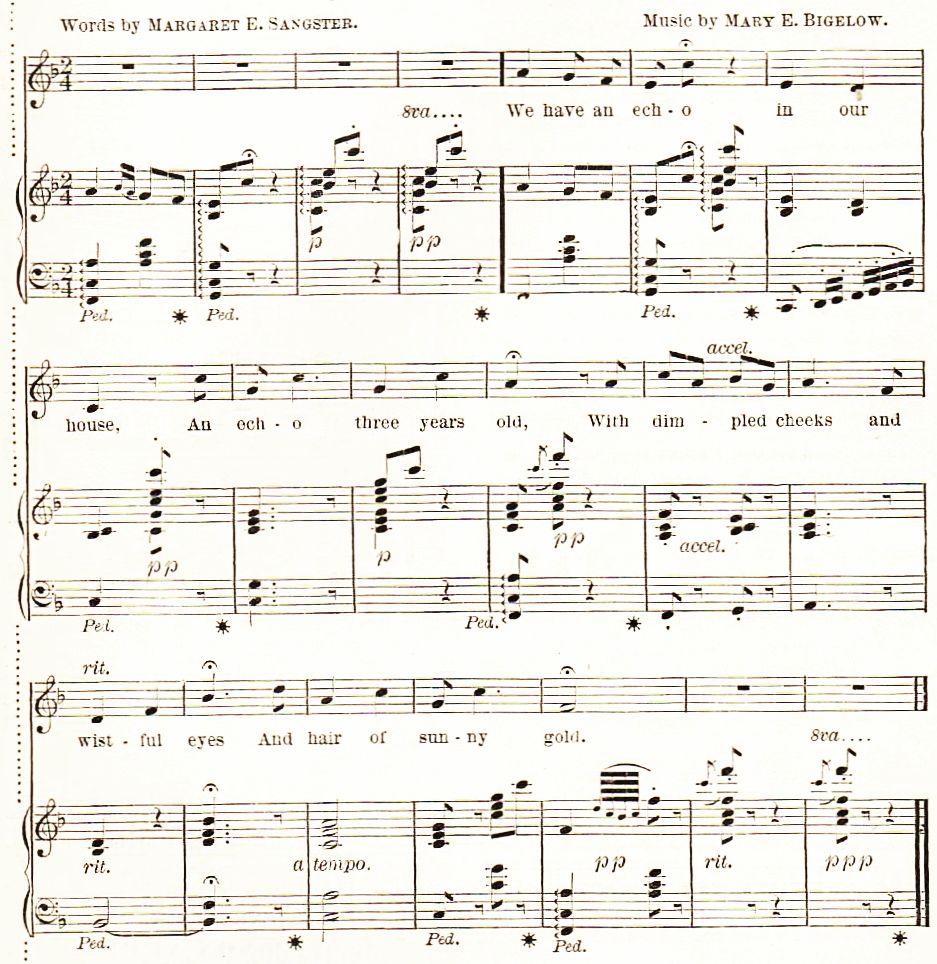 Words by MARGARET E. SANGSTER. Music by MARY E. BIGELOW.
8va....
We have an ech - o in our
p pp
Ped. Ped. Ped.
accel.
house, An ech - o three years old, With dim - pled cheeks and
pp p pp accel.
Ped. Ped.
rit.
wist - ful eyes And hair of sun - ny gold.
8va....
rit. a tempo. pp rit. ppp
Ped. Ped. Ped.